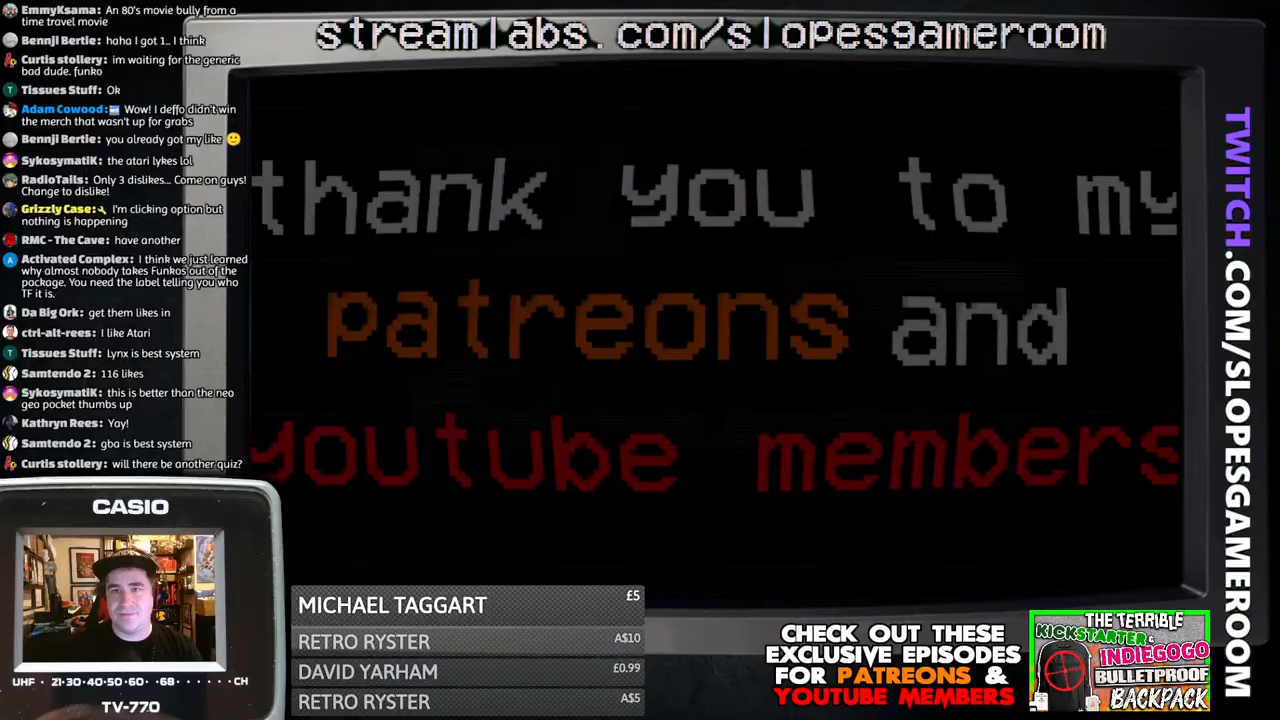 EmmyKsama: An 80's movie bully from a
time travel movie
Bennji Bertie: haha I got 1.. I think
Curtis stollery: im waiting for the generic
bad dude. funko
Tissues Stuff: Ok
Adam Cowood: Wow! I deffo didn't win
the merch that wasn't up for grabs
Bennji Bertie: you already got my like 🙂
SykosymatiK: the atari lykes lol
RadioTails: Only 3 dislikes... Come on guys!
Change to dislike!
Grizzly Case: I'm clicking option but
nothing is happening
RMC - The Cave: have another
Activated Complex: I think we just learned
why almost nobody takes Funkos out of the
package. You need the label telling you who
TF it is.
Da Big Ork: get them likes in
ctrl-alt-rees: I like Atari
Tissues Stuff: Lynx is best system
Samtendo 2: 116 likes
SykosymatiK: this is better than the neo
geo pocket thumbs up
Kathryn Rees: Yay!
Samtendo 2: gba is best system
Curtis stollery: will there be another quiz?
streamlabs.com/slopesgameroom
thank you to my
patreons and
youtube members
TWITCH.COM/SLOPESGAMEROOM
CASIO
UHF • 21•30•40•50•60 • •68 • • • • • • CH
TV-770
MICHAEL TAGGART £5
RETRO RYSTER A$10
DAVID YARHAM £0.99
RETRO RYSTER A$5
CHECK OUT THESE
EXCLUSIVE EPISODES
FOR PATREONS &
YOUTUBE MEMBERS
THE TERRIBLE
KICKSTARTER &
INDIEGOGO
BULLETPROOF
BACKPACK